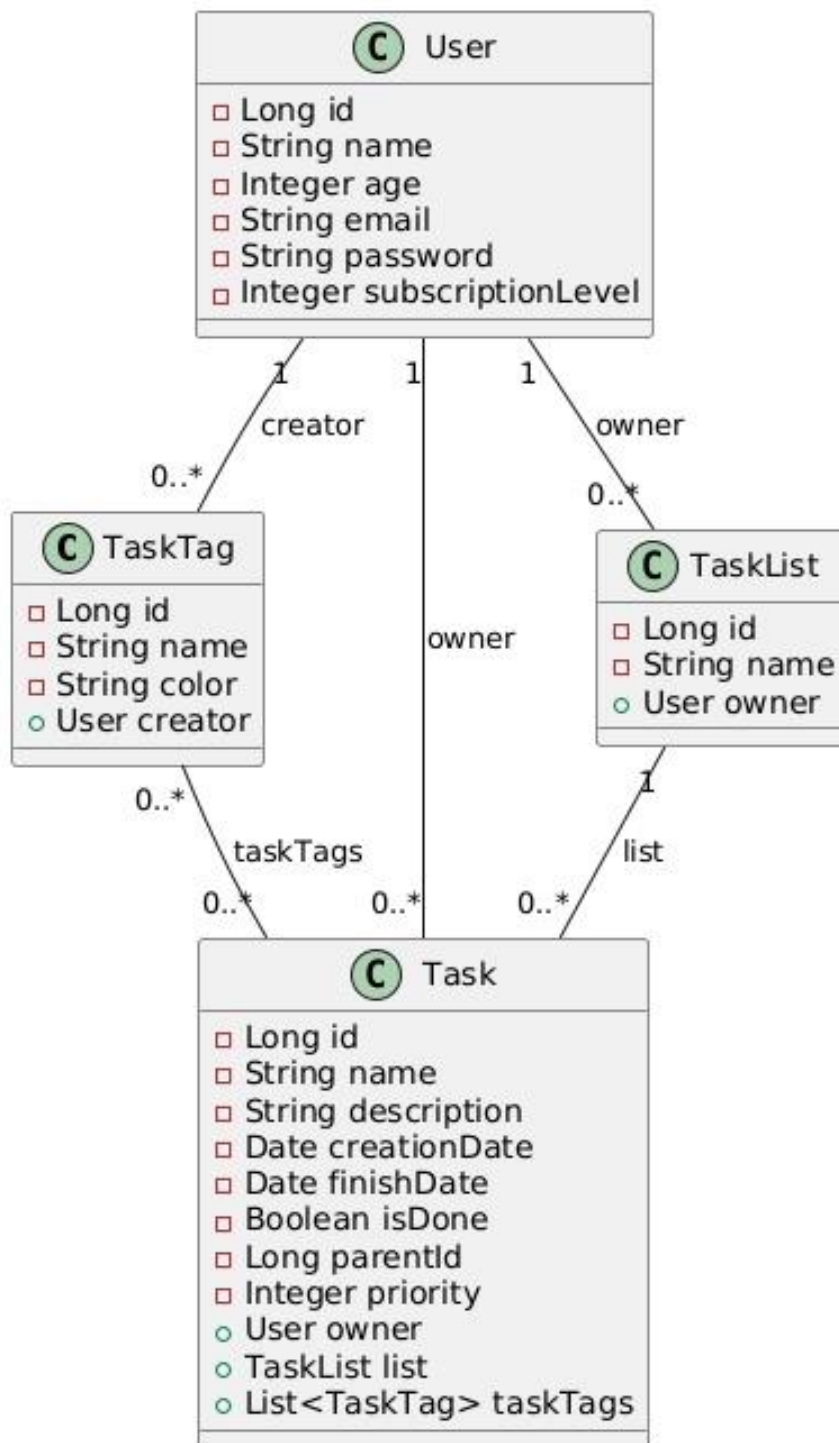 C User
Long id
String name
Integer age
String email
String password
Integer subscriptionLevel
1
1
1
creator
owner
0..*
0..*
C TaskTag
Long id
String name
String color
User creator
owner
C TaskList
Long id
String name
User owner
0..*
1
taskTags
list
0..*
0..*
0..*
C Task
Long id
String name
String description
Date creationDate
Date finishDate
Boolean isDone
Long parentId
Integer priority
User owner
TaskList list
List<TaskTag> taskTags